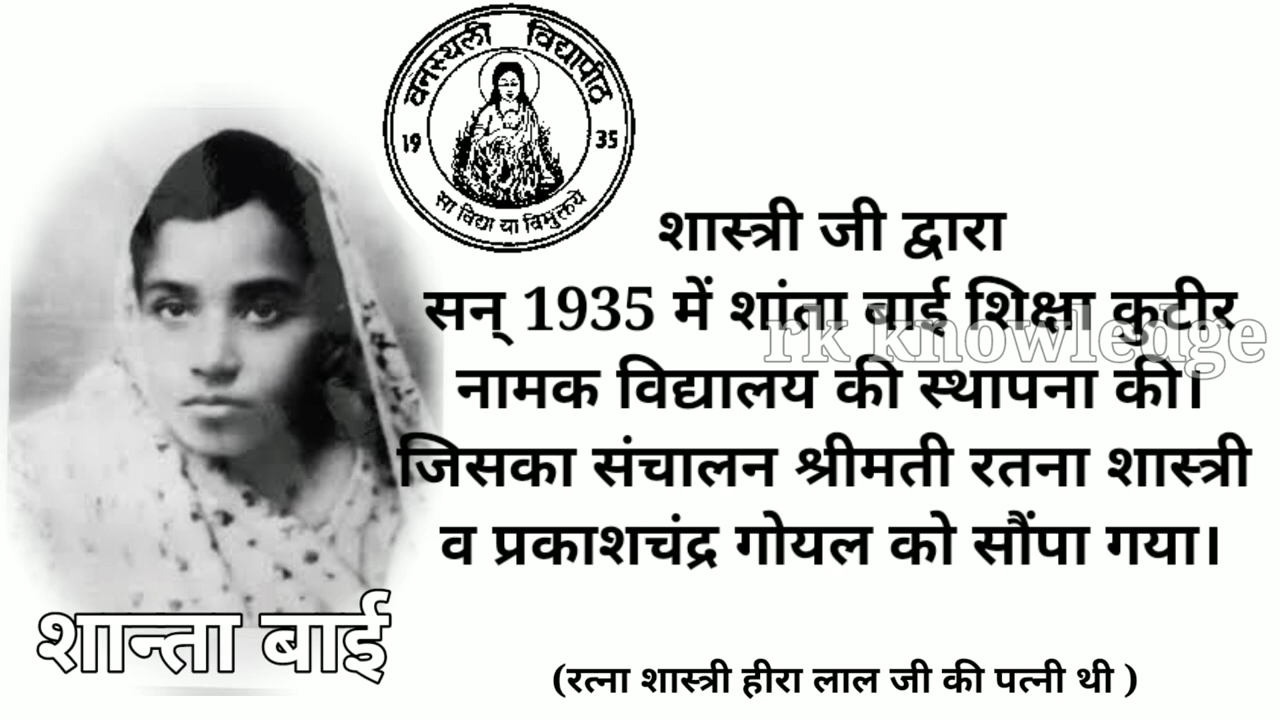 वनस्थली विद्यापीठ
19 35
सा विद्या या विमुक्तये
शास्त्री जी द्वारा
सन् 1935 में शांता बाई शिक्षा कुटीर
rk knowledge
नामक विद्यालय की स्थापना की।
जिसका संचालन श्रीमती रतना शास्त्री
व प्रकाशचंद्र गोयल को सौंपा गया।
शान्ता बाई
(रत्ना शास्त्री हीरा लाल जी की पत्नी थी )